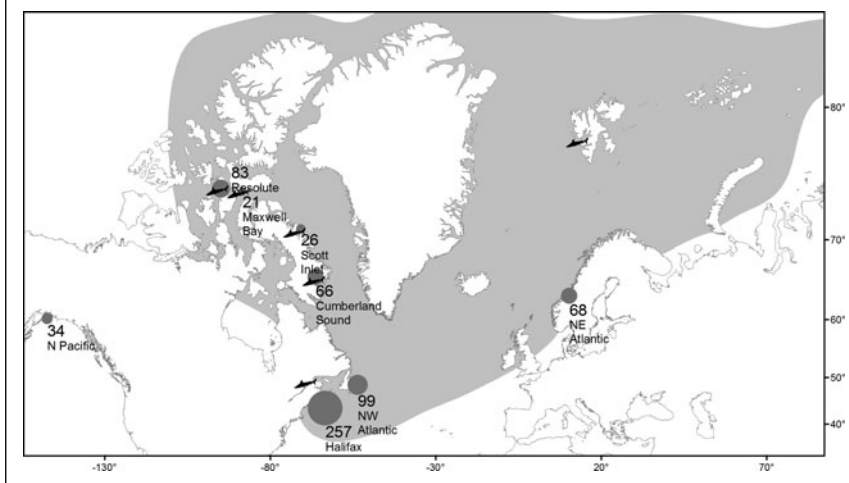 80°
83
Resolute
21
Maxwell
Bay
26
Scott
Inlet
70°
66
Cumberland
Sound
68
NE
Atlantic
60°
34
N Pacific
50°
99
NW
Atlantic
257
Halifax
40°
-130°
-80°
-30°
20°
70°